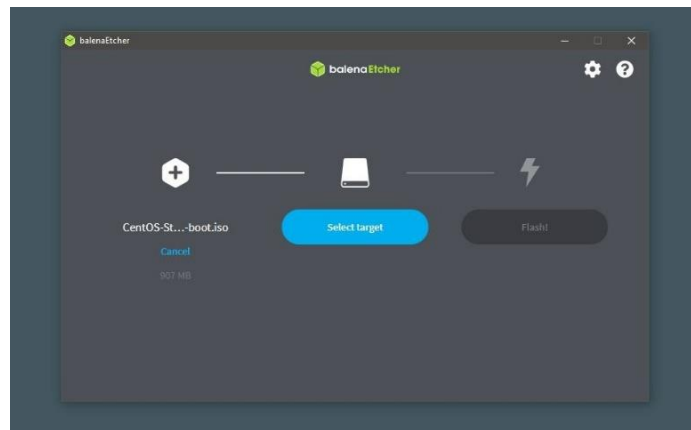 balenaEtcher
balenaEtcher
CentOS-St...-boot.iso
Select target
Flash!
Cancel
907 MB